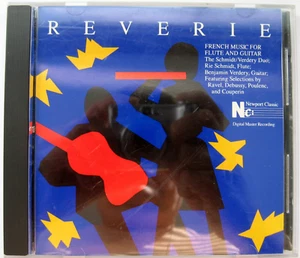 REVERIE
FRENCH MUSIC FOR
FLUTE AND GUITAR
The Schmidt/Verdery Duo:
Rie Schmidt, Flute;
Benjamin Verdery, Guitar;
Featuring Selections by
Ravel, Debussy, Poulenc,
and Couperin
Newport Classic
NC:
Digital Master Recording